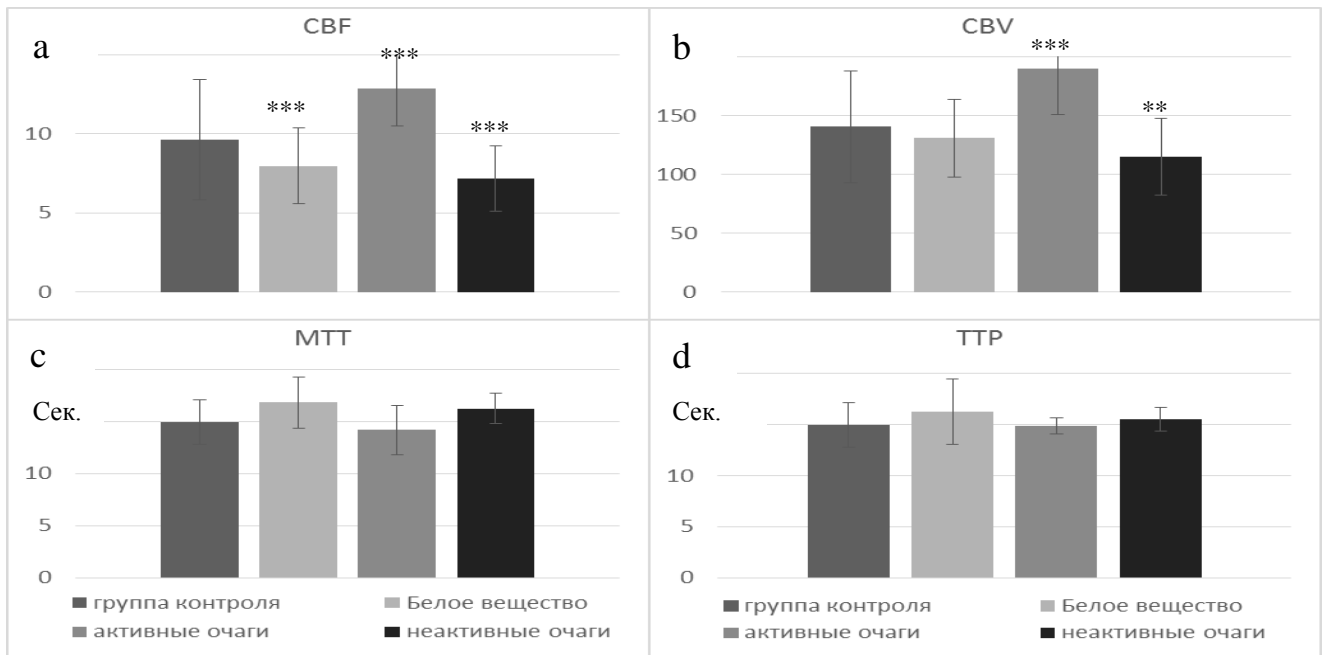 a
CBF
***
***
***
10
5
0
b
CBV
***
**
150
100
50
0
c
MTT
Сек.
10
5
0
d
TTP
Сек.
10
5
0
группа контроля Белое вещество
активные очаги неактивные очаги
группа контроля Белое вещество
активные очаги неактивные очаги